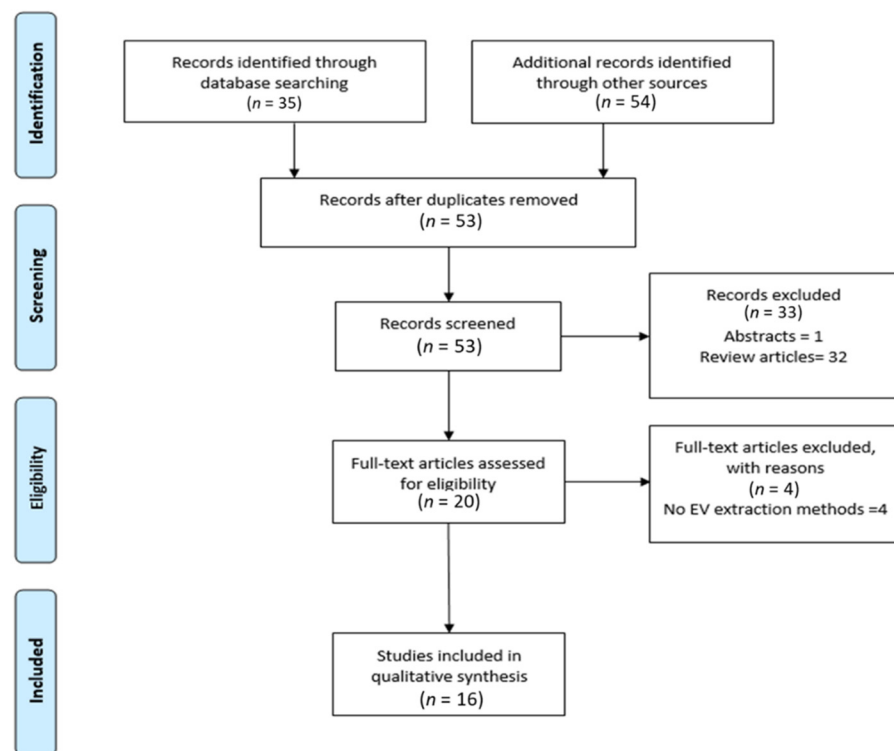 Identification
Records identified through
database searching
(n = 35)
Additional records identified
through other sources
(n = 54)
Records after duplicates removed
(n = 53)
Screening
Records screened
(n = 53)
Records excluded
(n = 33)
Abstracts = 1
Review articles= 32
Eligibility
Full-text articles assessed
for eligibility
(n = 20)
Full-text articles excluded,
with reasons
(n = 4)
No EV extraction methods =4
Included
Studies included in
qualitative synthesis
(n = 16)